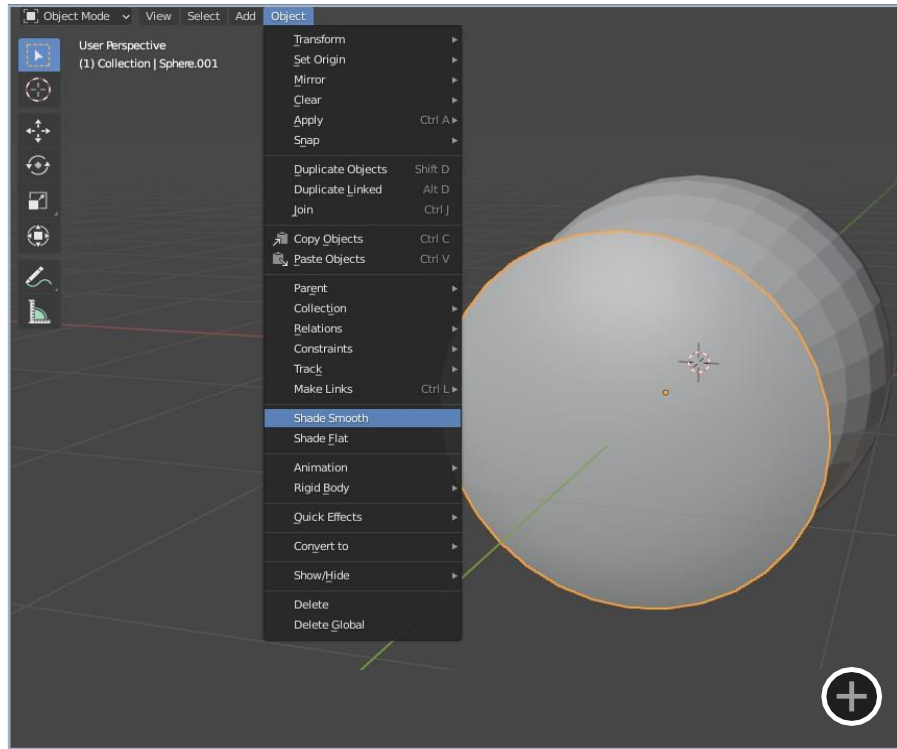 Object Mode View Select Add Object
User Perspective
(1) Collection | Sphere.001
Transform
Set Origin
Mirror
Clear
Apply Ctrl A
Snap
Duplicate Objects Shift D
Duplicate Linked Alt D
Join Ctrl J
Copy Objects Ctrl C
Paste Objects Ctrl V
Parent
Collection
Relations
Constraints
Track
Make Links Ctrl L
Shade Smooth
Shade Flat
Animation
Rigid Body
Quick Effects
Convert to
Show/Hide
Delete
Delete Global